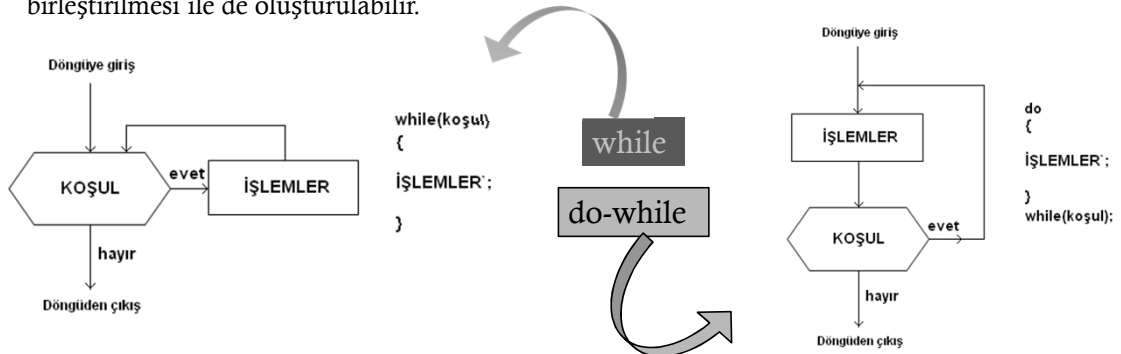 birleştirilmesi ile de oluşturulabilir.
Döngüye giriş
KOŞUL
evet
İŞLEMLER
hayır
Döngüden çıkış
while(koşul)
{
İŞLEMLER`;
}
while
do-while
Döngüye giriş
İŞLEMLER
KOŞUL
evet
hayır
Döngüden çıkış
do
{
İŞLEMLER`;
}
while(koşul);